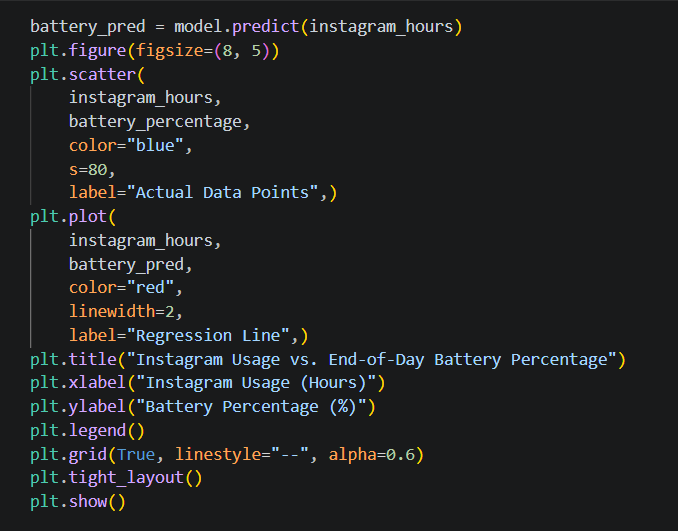 battery_pred = model.predict(instagram_hours)
plt.figure(figsize=(8, 5))
plt.scatter(
    instagram_hours,
    battery_percentage,
    color="blue",
    s=80,
    label="Actual Data Points",)
plt.plot(
    instagram_hours,
    battery_pred,
    color="red",
    linewidth=2,
    label="Regression Line",)
plt.title("Instagram Usage vs. End-of-Day Battery Percentage")
plt.xlabel("Instagram Usage (Hours)")
plt.ylabel("Battery Percentage (%)")
plt.legend()
plt.grid(True, linestyle="--", alpha=0.6)
plt.tight_layout()
plt.show()